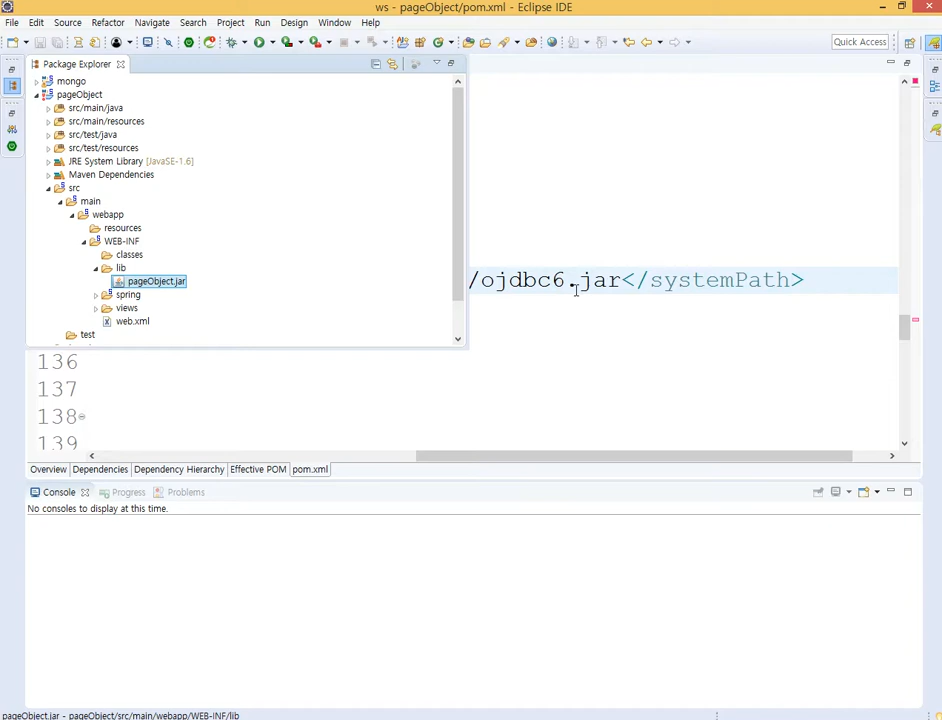 ws - pageObject/pom.xml - Eclipse IDE
File Edit Source Refactor Navigate Search Project Run Design Window Help
Quick Access
Package Explorer
mongo
pageObject
src/main/java
src/main/resources
src/test/java
src/test/resources
JRE System Library [JavaSE-1.6]
Maven Dependencies
src
main
webapp
resources
WEB-INF
classes
lib
pageObject.jar
/ojdbc6.jar</systemPath>
spring
views
web.xml
test
136
137
138
139
Overview Dependencies Dependency Hierarchy Effective POM pom.xml
Console Progress Problems
No consoles to display at this time.
pageObject.jar - pageObject/src/main/webapp/WEB-INF/lib